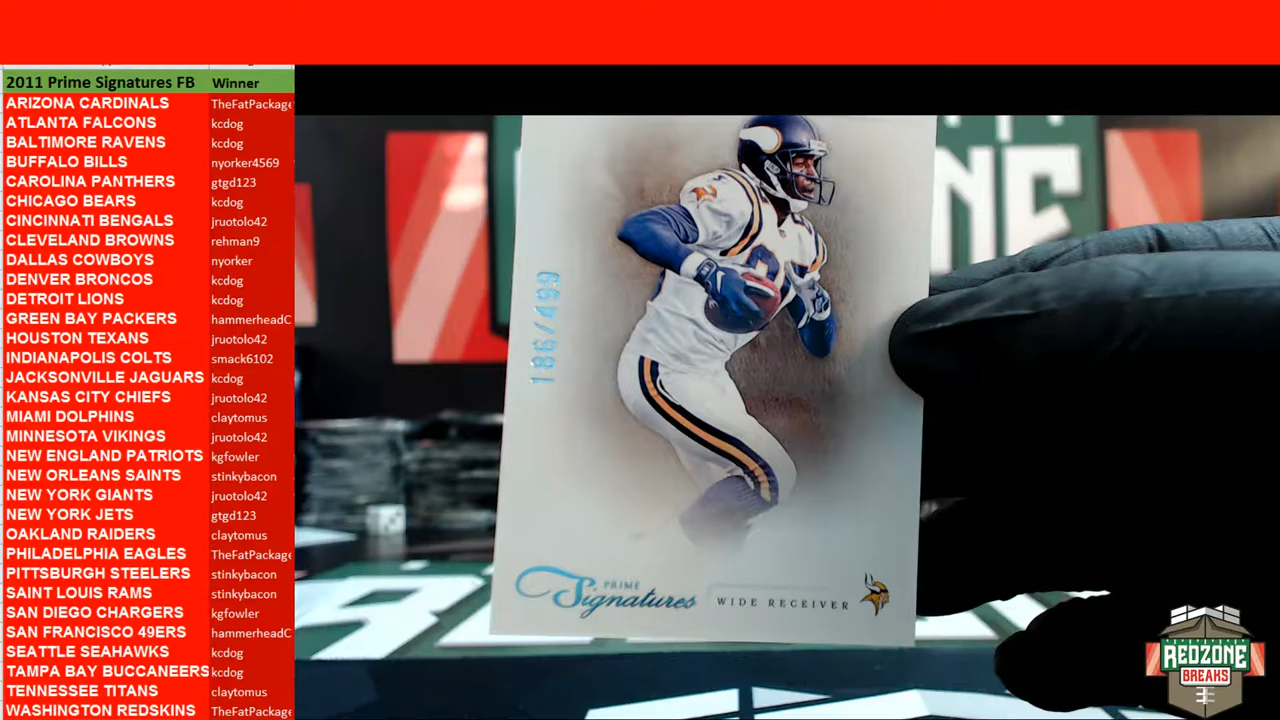 2011 Prime Signatures FB Winner
ARIZONA CARDINALS TheFatPackage
ATLANTA FALCONS kcdog
BALTIMORE RAVENS kcdog
BUFFALO BILLS nyorker4569
CAROLINA PANTHERS gtgd123
CHICAGO BEARS kcdog
CINCINNATI BENGALS jruotolo42
CLEVELAND BROWNS rehman9
DALLAS COWBOYS nyorker
DENVER BRONCOS kcdog
DETROIT LIONS kcdog
GREEN BAY PACKERS hammerheadC
HOUSTON TEXANS jruotolo42
INDIANAPOLIS COLTS smack6102
JACKSONVILLE JAGUARS kcdog
KANSAS CITY CHIEFS jruotolo42
MIAMI DOLPHINS claytomus
MINNESOTA VIKINGS jruotolo42
NEW ENGLAND PATRIOTS kgfowler
NEW ORLEANS SAINTS stinkybacon
NEW YORK GIANTS jruotolo42
NEW YORK JETS gtgd123
OAKLAND RAIDERS claytomus
PHILADELPHIA EAGLES TheFatPackage
PITTSBURGH STEELERS stinkybacon
SAINT LOUIS RAMS stinkybacon
SAN DIEGO CHARGERS kgfowler
SAN FRANCISCO 49ERS hammerheadC
SEATTLE SEAHAWKS kcdog
TAMPA BAY BUCCANEERS kcdog
TENNESSEE TITANS claytomus
WASHINGTON REDSKINS TheFatPackage
186/499
PRIME
Signatures
WIDE RECEIVER
NE
REDZONE
BREAKS